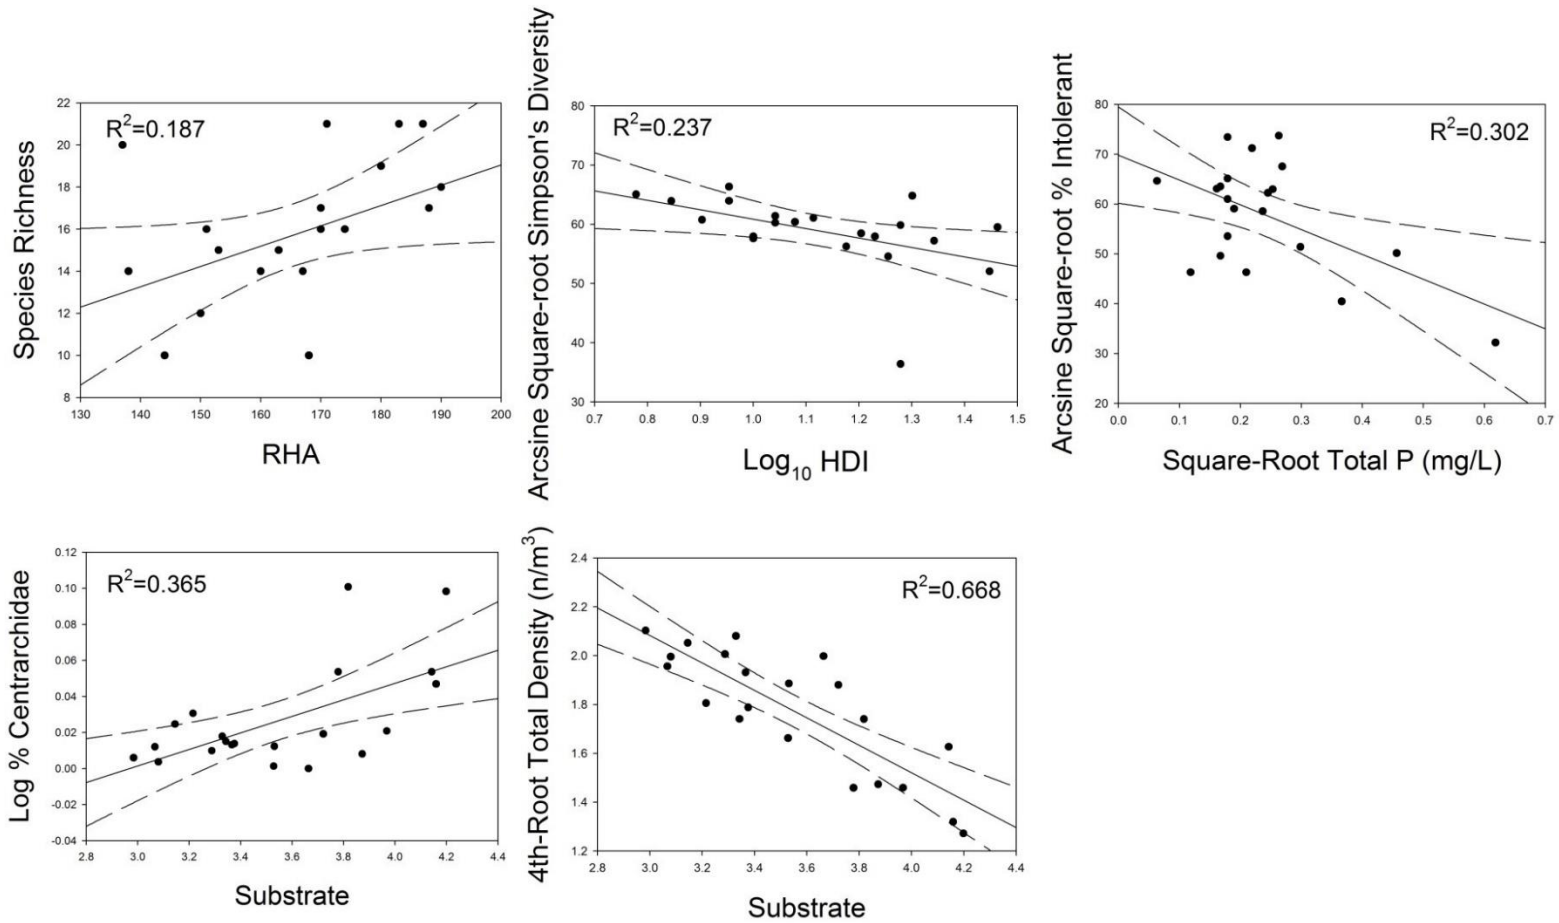 Species Richness
R²=0.187
22
20
18
16
14
12
10
8
130 140 150 160 170 180 190 200
RHA
Arcsine Square-root Simpson's Diversity
R²=0.237
80
70
60
50
40
30
0.7 0.8 0.9 1.0 1.1 1.2 1.3 1.4 1.5
Log₁₀ HDI
Arcsine Square-root % Intolerant
R²=0.302
80
70
60
50
40
30
20
0.0 0.1 0.2 0.3 0.4 0.5 0.6 0.7
Square-Root Total P (mg/L)
Log % Centrarchidae
R²=0.365
0.12
0.10
0.08
0.06
0.04
0.02
0.00
-0.02
-0.04
2.8 3.0 3.2 3.4 3.6 3.8 4.0 4.2 4.4
Substrate
4th-Root Total Density (n/m³)
R²=0.668
2.4
2.2
2.0
1.8
1.6
1.4
1.2
2.8 3.0 3.2 3.4 3.6 3.8 4.0 4.2 4.4
Substrate